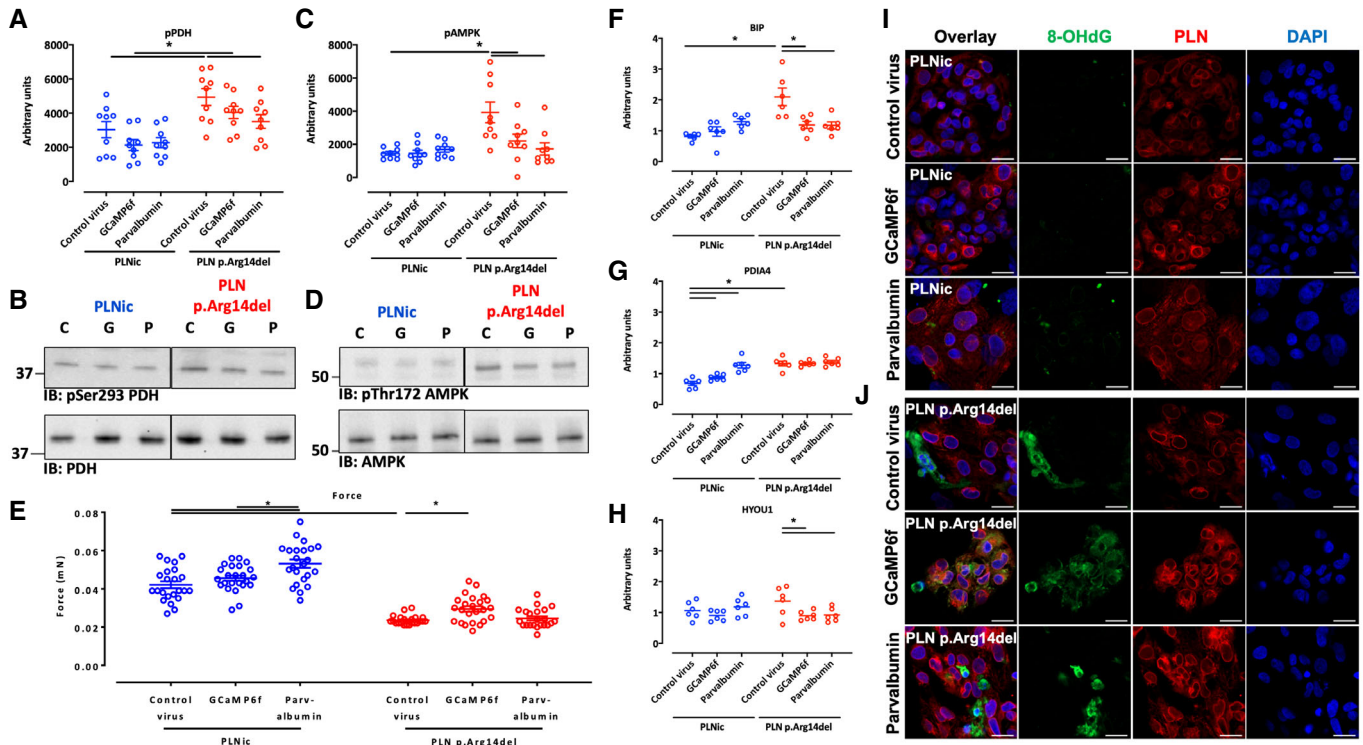 A
pPDH
*
8000
6000
4000
2000
0
Arbitrary units
Control virus
GCaMP6f
Parvalbumin
Control virus
GCaMP6f
Parvalbumin
PLNic
PLN p.Arg14del
B
PLNic
PLN
p.Arg14del
C G P C G P
37
IB: pSer293 PDH
37
IB: PDH
C
pAMPK
*
8000
6000
4000
2000
0
Arbitrary units
Control virus
GCaMP6f
Parvalbumin
Control virus
GCaMP6f
Parvalbumin
PLNic
PLN p.Arg14del
D
PLNic
PLN
p.Arg14del
C G P C G P
50
IB: pThr172 AMPK
50
IB: AMPK
E
Force
* *
0.08
0.06
0.04
0.02
0.00
Force (mN)
Control
virus
GCaMP6f
Parv-
albumin
Control
virus
GCaMP6f
Parv-
albumin
PLNic
PLN p.Arg14del
F
BIP
* *
4
3
2
1
0
Arbitrary units
Control virus
GCaMP6f
Parvalbumin
Control virus
GCaMP6f
Parvalbumin
PLNic
PLN p.Arg14del
G
PDIA4
*
4
3
2
1
0
Arbitrary units
Control virus
GCaMP6f
Parvalbumin
Control virus
GCaMP6f
Parvalbumin
PLNic
PLN p.Arg14del
H
HYOU1
*
4
3
2
1
0
Arbitrary units
Control virus
GCaMP6f
Parvalbumin
Control virus
GCaMP6f
Parvalbumin
PLNic
PLN p.Arg14del
I
Overlay 8-OHdG PLN DAPI
Control virus
PLNic
GCaMP6f
PLNic
Parvalbumin
PLNic
J
Control virus
PLN p.Arg14del
GCaMP6f
PLN p.Arg14del
Parvalbumin
PLN p.Arg14del